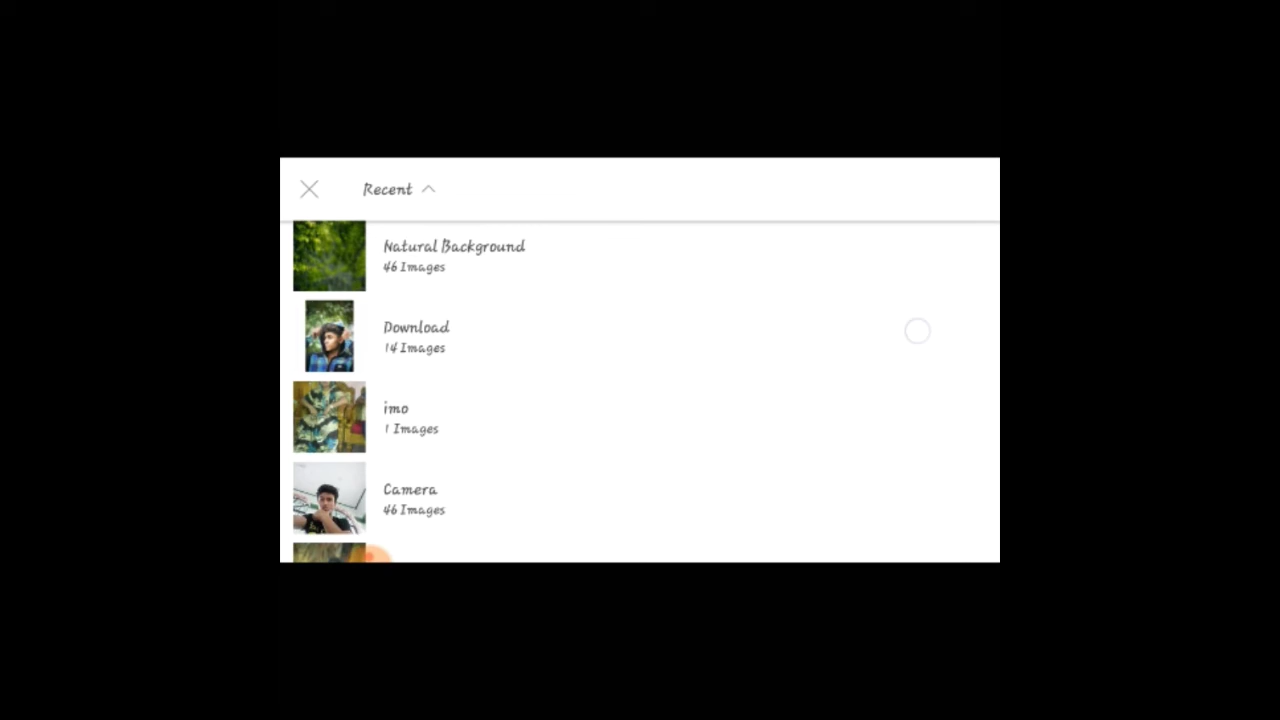 Recent
Natural Background
46 Images
Download
14 Images
imo
1 Images
Camera
46 Images